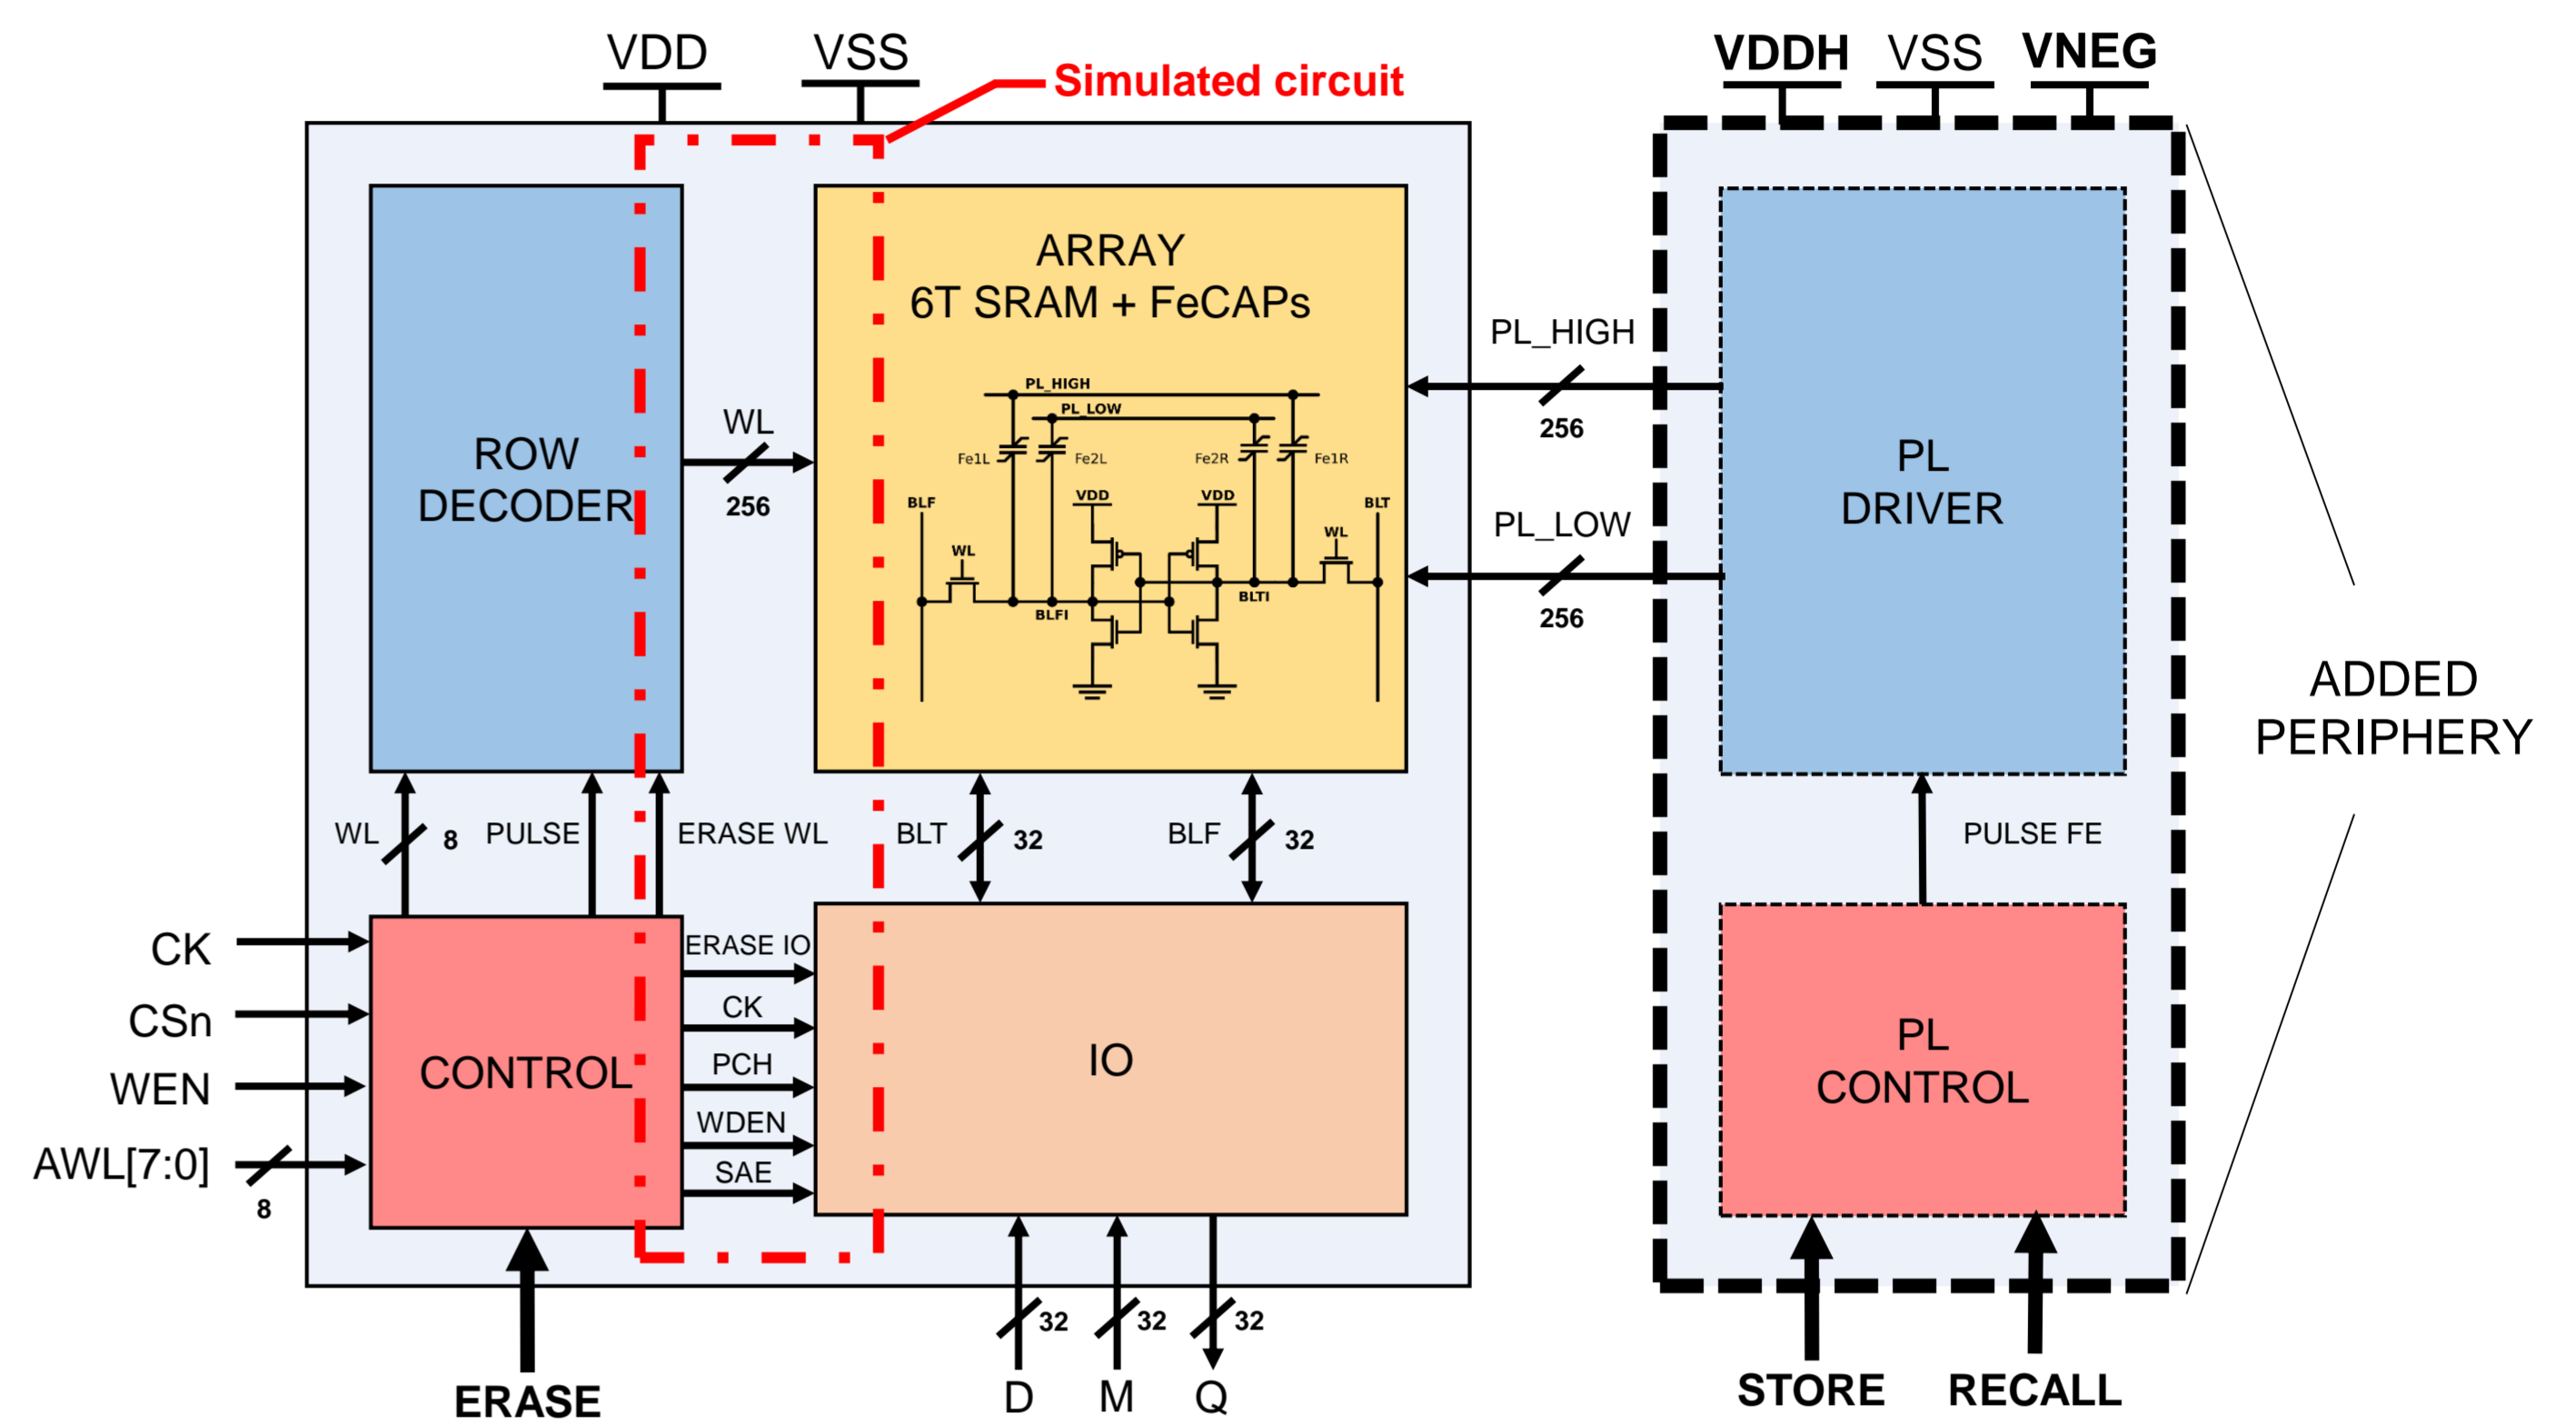 VDD
VSS
Simulated circuit
VDDH
VSS
VNEG
ROW
DECODER
WL
256
ARRAY
6T SRAM + FeCAPs
PL_HIGH
PL_LOW
Fe1L
Fe2L
Fe2R
Fe1R
BLF
VDD
VDD
BLT
WL
WL
BLFI
BLTI
PL_HIGH
256
PL_LOW
256
PL
DRIVER
ADDED
PERIPHERY
WL
8
PULSE
ERASE WL
BLT
32
BLF
32
PULSE FE
CK
CSn
WEN
AWL[7:0]
8
CONTROL
ERASE IO
CK
PCH
WDEN
SAE
IO
PL
CONTROL
32
32
32
ERASE
D
M
Q
STORE
RECALL